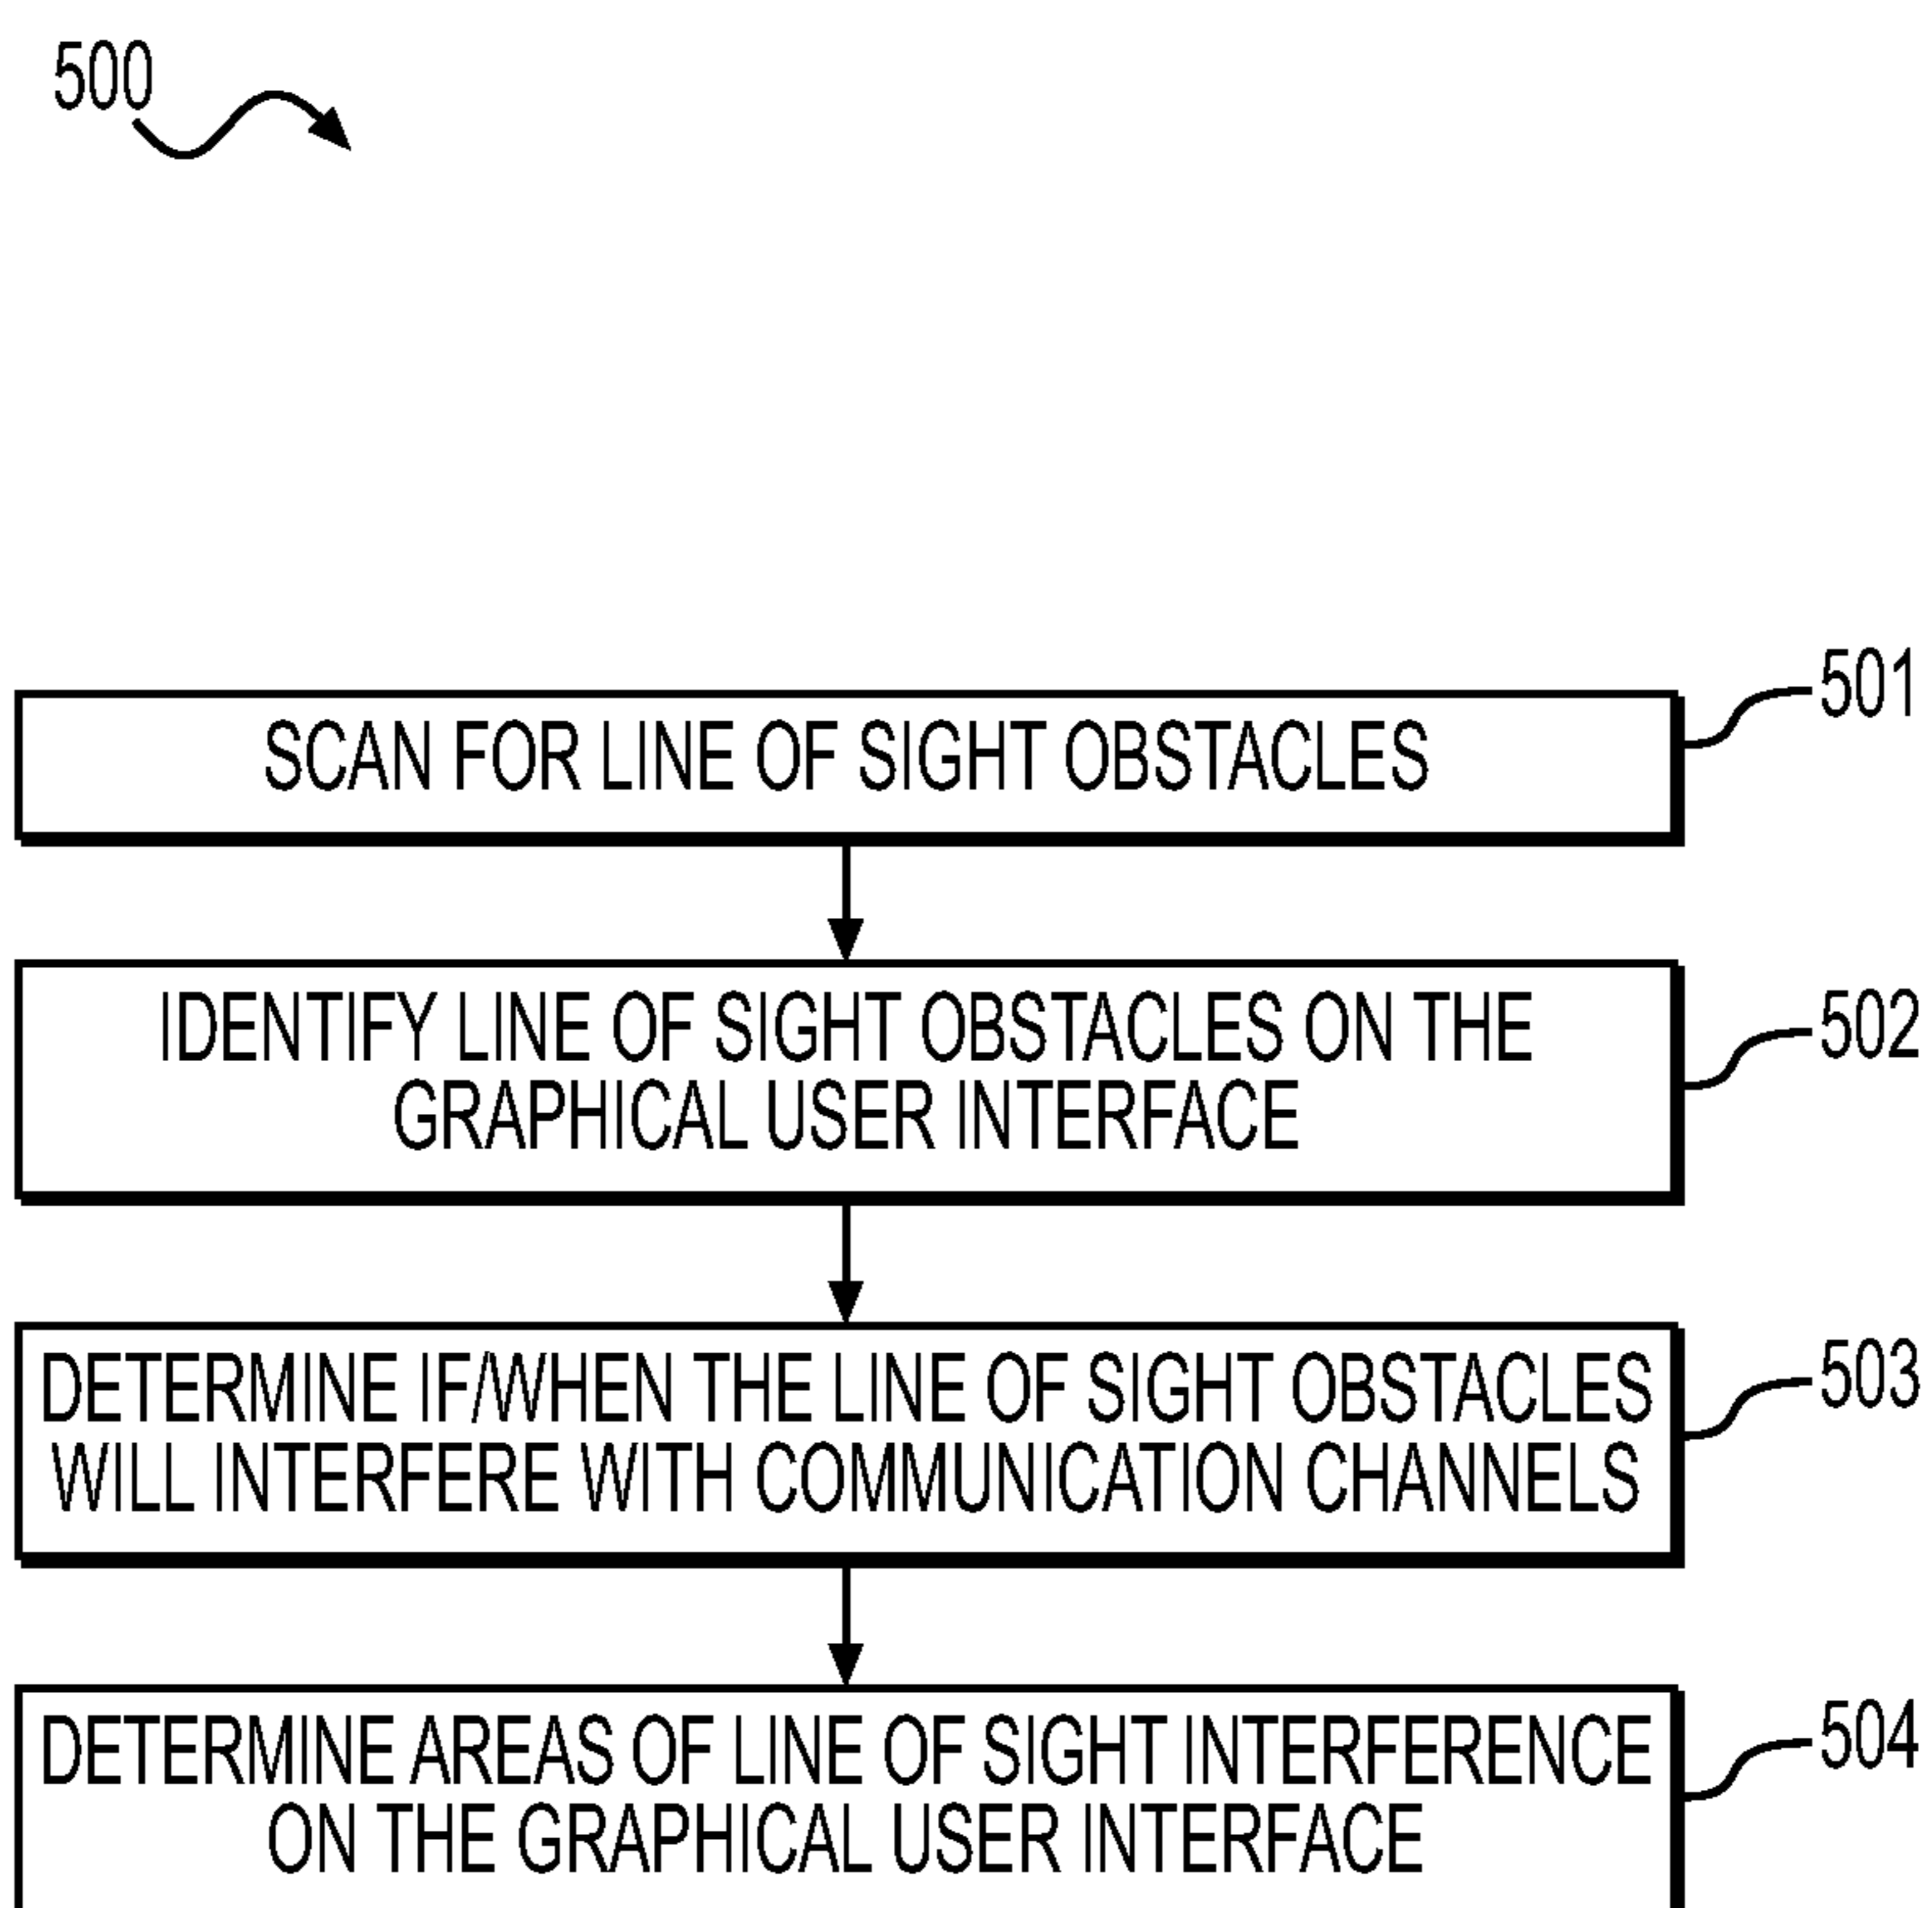 500
501
SCAN FOR LINE OF SIGHT OBSTACLES
502
IDENTIFY LINE OF SIGHT OBSTACLES ON THE
GRAPHICAL USER INTERFACE
503
DETERMINE IF/WHEN THE LINE OF SIGHT OBSTACLES
WILL INTERFERE WITH COMMUNICATION CHANNELS
504
DETERMINE AREAS OF LINE OF SIGHT INTERFERENCE
ON THE GRAPHICAL USER INTERFACE